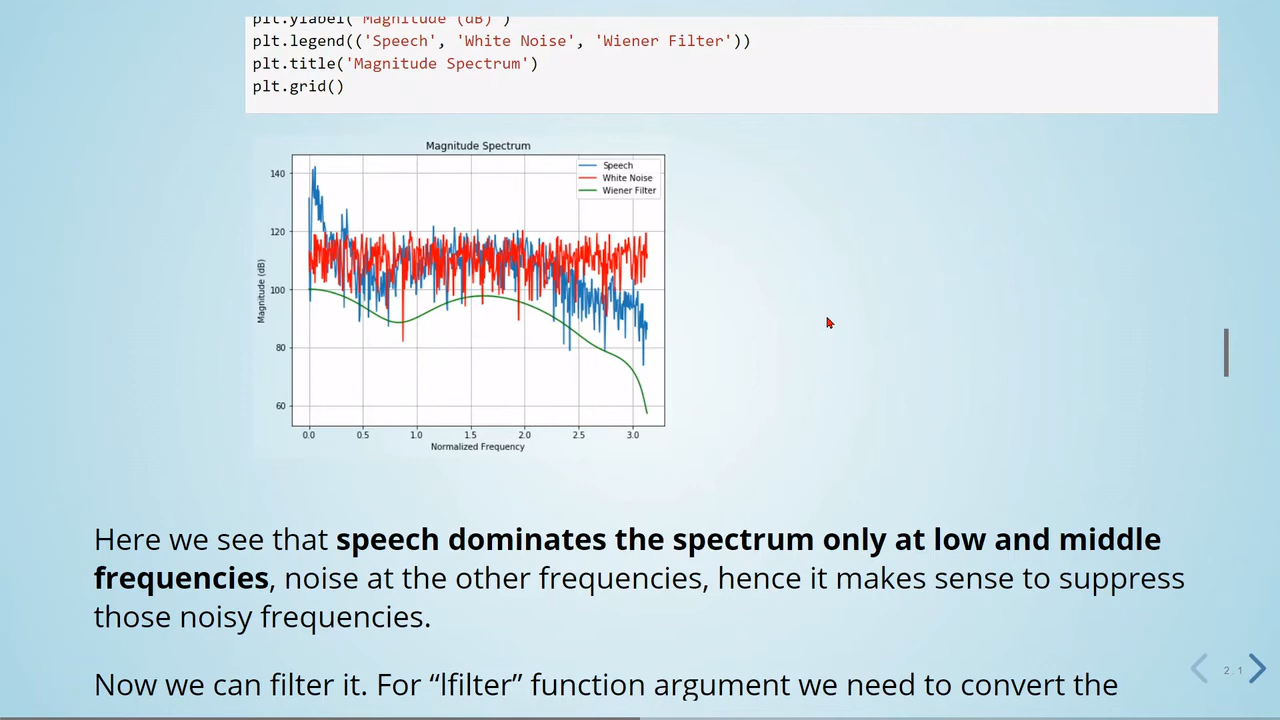 plt.ylabel('Magnitude (dB)')
plt.legend(('Speech', 'White Noise', 'Wiener Filter'))
plt.title('Magnitude Spectrum')
plt.grid()
Magnitude Spectrum
Speech
White Noise
Wiener Filter
140
120
100
80
60
Magnitude (dB)
0.0 0.5 1.0 1.5 2.0 2.5 3.0
Normalized Frequency
Here we see that speech dominates the spectrum only at low and middle
frequencies, noise at the other frequencies, hence it makes sense to suppress
those noisy frequencies.
Now we can filter it. For “lfilter” function argument we need to convert the
2.1